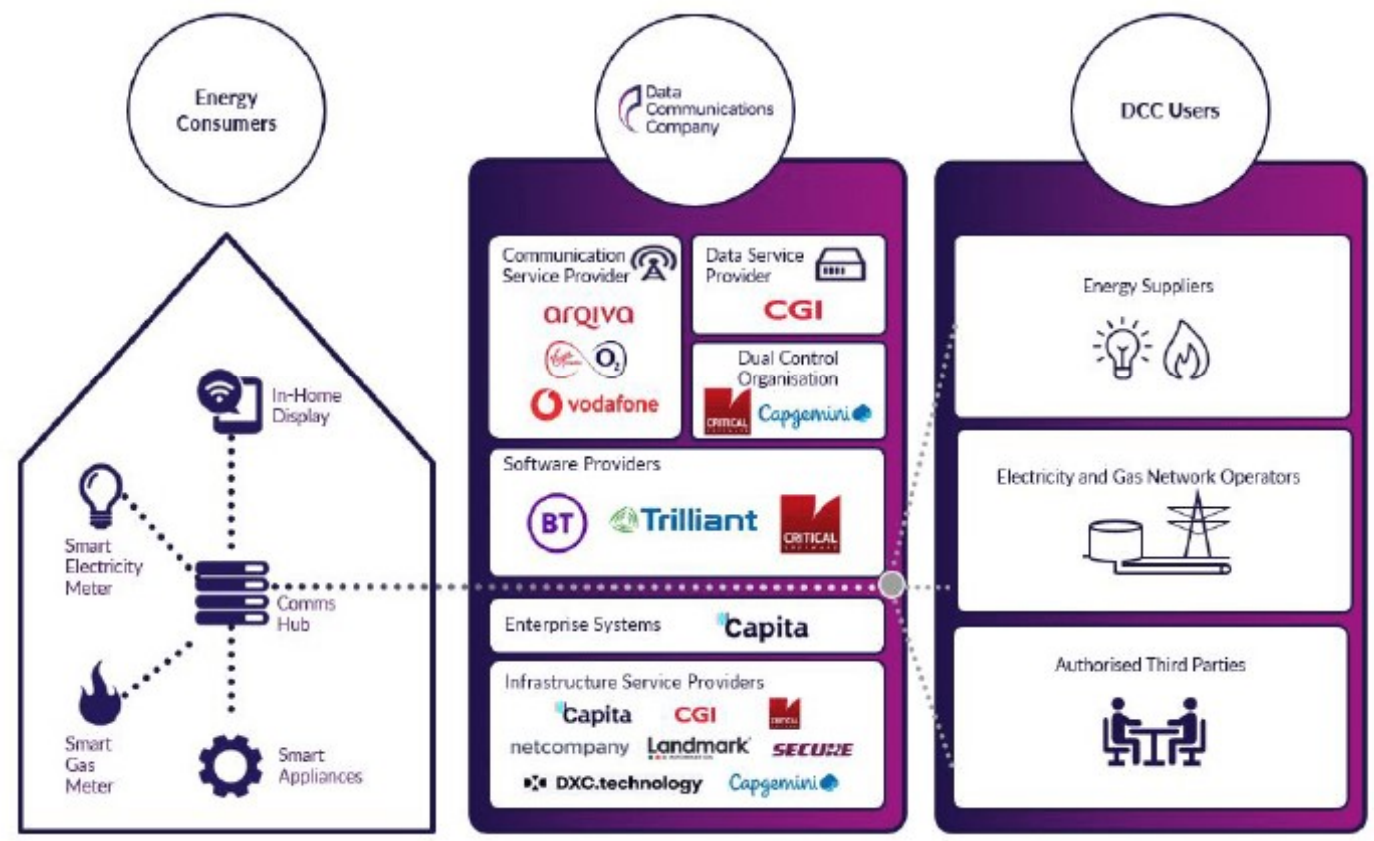 Energy
Consumers
Data
Communications
Company
DCC Users
In-Home
Display
Smart
Electricity
Meter
Comms
Hub
Smart
Gas
Meter
Smart
Appliances
Communication
Service Provider
arqiva
O2
vodafone
Data Service
Provider
CGI
Dual Control
Organisation
CRITICAL
Capgemini
Software Providers
BT
Trilliant
CRITICAL
SOFTWARE
Enterprise Systems
Capita
Infrastructure Service Providers
Capita
CGI
CRITICAL
netcompany
Landmark
SECURE
DXC.technology
Capgemini
Energy Suppliers
Electricity and Gas Network Operators
Authorised Third Parties